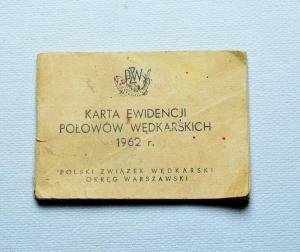 PZW
KARTA EWIDENCJI
POŁOWÓW WĘDKARSKICH
1962 r.
POLSKI ZWIĄZEK WĘDKARSKI
OKRĘG WARSZAWSKI